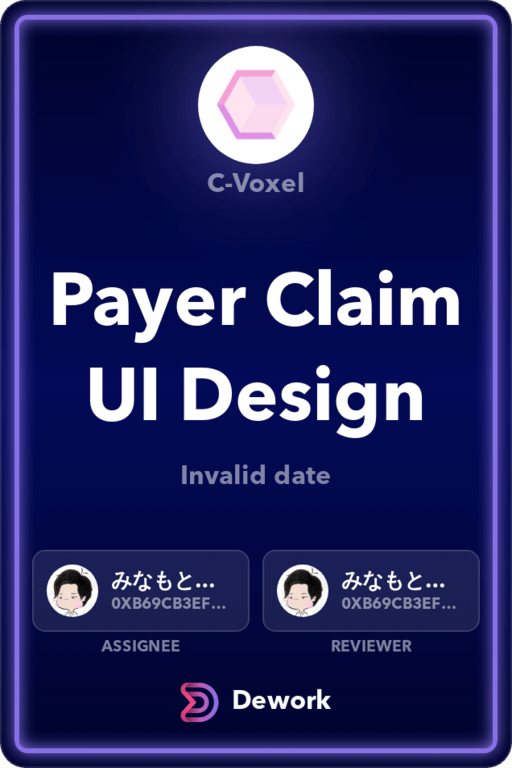 C-Voxel
Payer Claim
UI Design
Invalid date
みなもと...
0XB69CB3EF...
みなもと...
0XB69CB3EF...
ASSIGNEE
REVIEWER
Dework